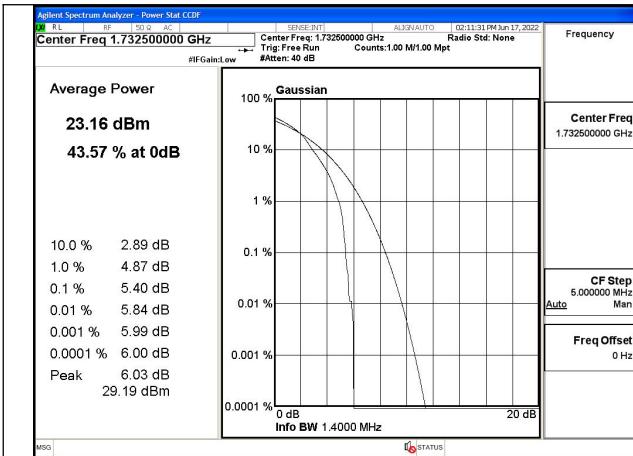 Agilent Spectrum Analyzer - Power Stat CCDF
RL RF 50 Ω AC SENSE:INT ALIGN AUTO 02:11:31 PM Jun 17, 2022
Center Freq 1.732500000 GHz
Center Freq: 1.732500000 GHz Radio Std: None
Trig: Free Run Counts:1.00 M/1.00 Mpt
#IFGain:Low #Atten: 40 dB
Frequency
Average Power
23.16 dBm
43.57 % at 0dB
10.0 % 2.89 dB
1.0 % 4.87 dB
0.1 % 5.40 dB
0.01 % 5.84 dB
0.001 % 5.99 dB
0.0001 % 6.00 dB
Peak 6.03 dB
29.19 dBm
Gaussian
100 %
10 %
1 %
0.1 %
0.01 %
0.001 %
0.0001 %
0 dB 20 dB
Info BW 1.4000 MHz
Center Freq
1.732500000 GHz
CF Step
5.000000 MHz
Auto Man
Freq Offset
0 Hz
MSG STATUS